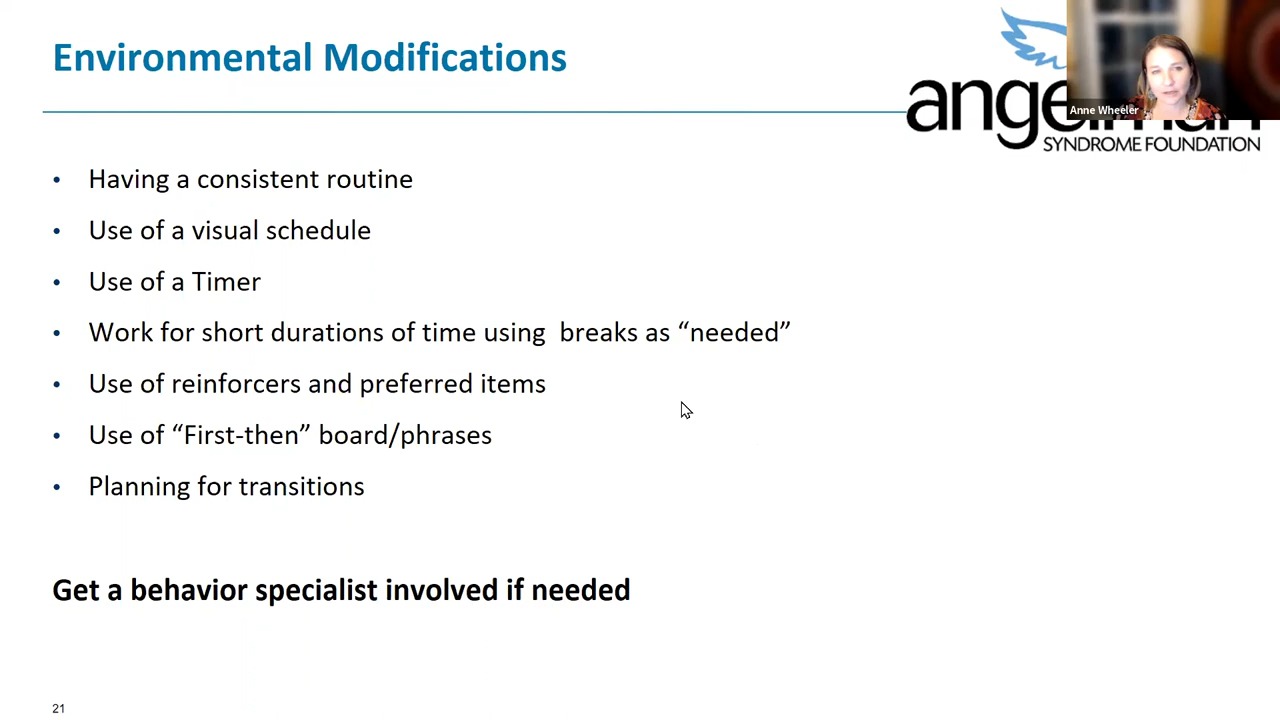 Environmental Modifications
Anne Wheeler
SYNDROME FOUNDATION
• Having a consistent routine
• Use of a visual schedule
• Use of a Timer
• Work for short durations of time using  breaks as “needed”
• Use of reinforcers and preferred items
• Use of “First-then” board/phrases
• Planning for transitions
Get a behavior specialist involved if needed
21